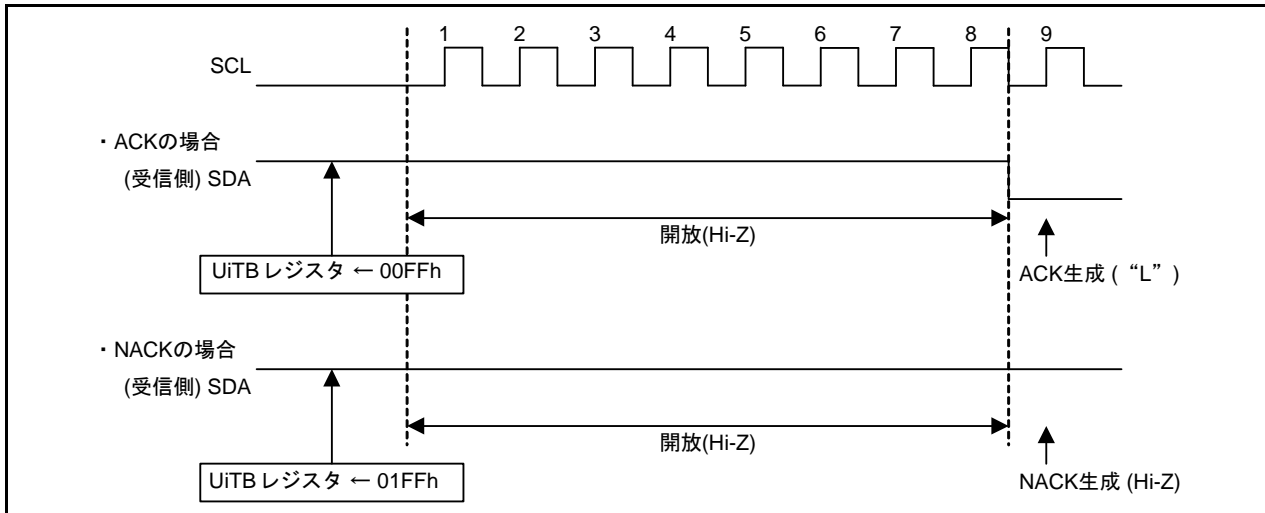 1 2 3 4 5 6 7 8 9
SCL
・ACKの場合
(受信側) SDA
開放(Hi-Z)
UiTB レジスタ ← 00FFh
ACK生成 (“L”)
・NACKの場合
(受信側) SDA
開放(Hi-Z)
UiTB レジスタ ← 01FFh
NACK生成 (Hi-Z)